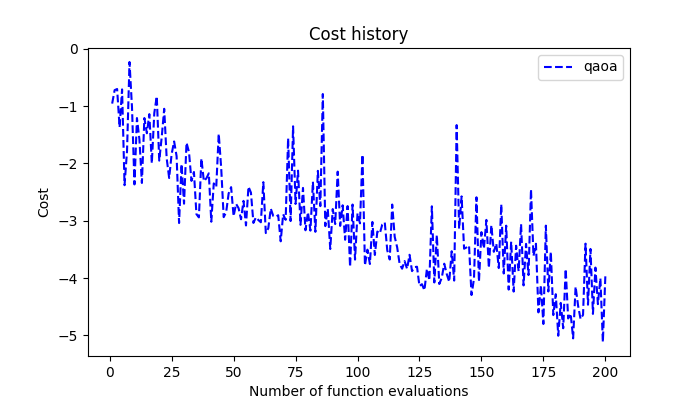 Cost history
qaoa
0
−1
−2
−3
−4
−5
Cost
0 25 50 75 100 125 150 175 200
Number of function evaluations